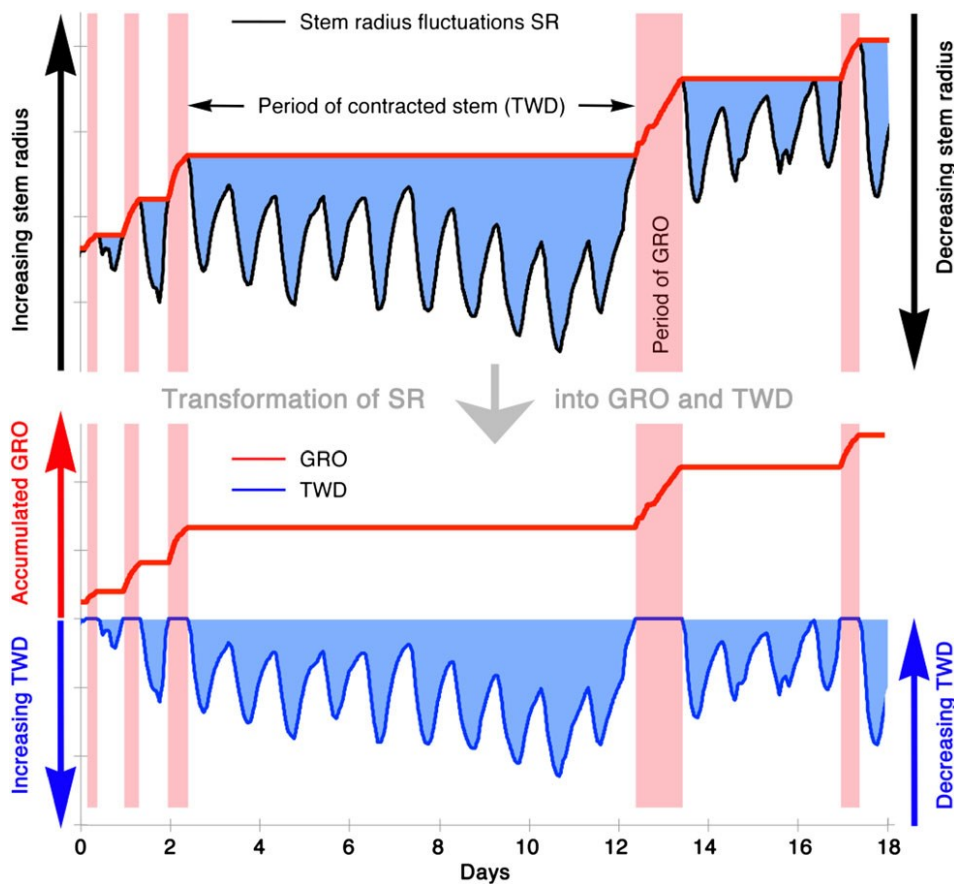 Stem radius fluctuations SR
Increasing stem radius
Period of contracted stem (TWD)
Period of GRO
Decreasing stem radius
Transformation of SR into GRO and TWD
Accumulated GRO
GRO
TWD
Increasing TWD
Decreasing TWD
0 2 4 6 8 10 12 14 16 18
Days